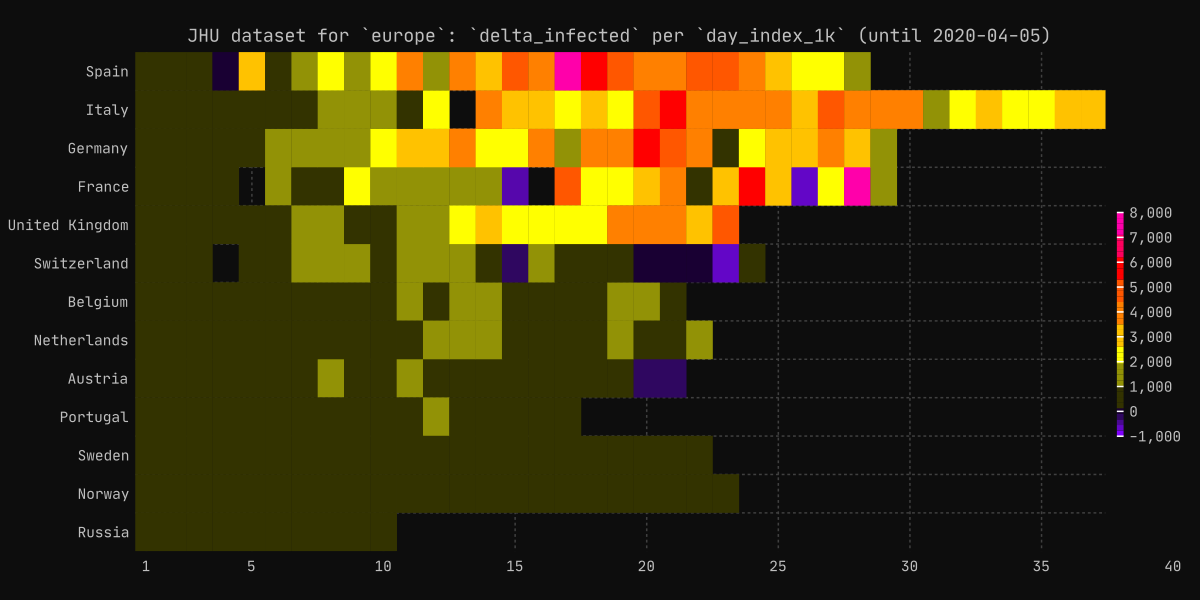 JHU dataset for `europe`: `delta_infected` per `day_index_1k` (until 2020-04-05)
Spain
Italy
Germany
France
United Kingdom
Switzerland
Belgium
Netherlands
Austria
Portugal
Sweden
Norway
Russia
8,000
7,000
6,000
5,000
4,000
3,000
2,000
1,000
0
-1,000
1 5 10 15 20 25 30 35 40